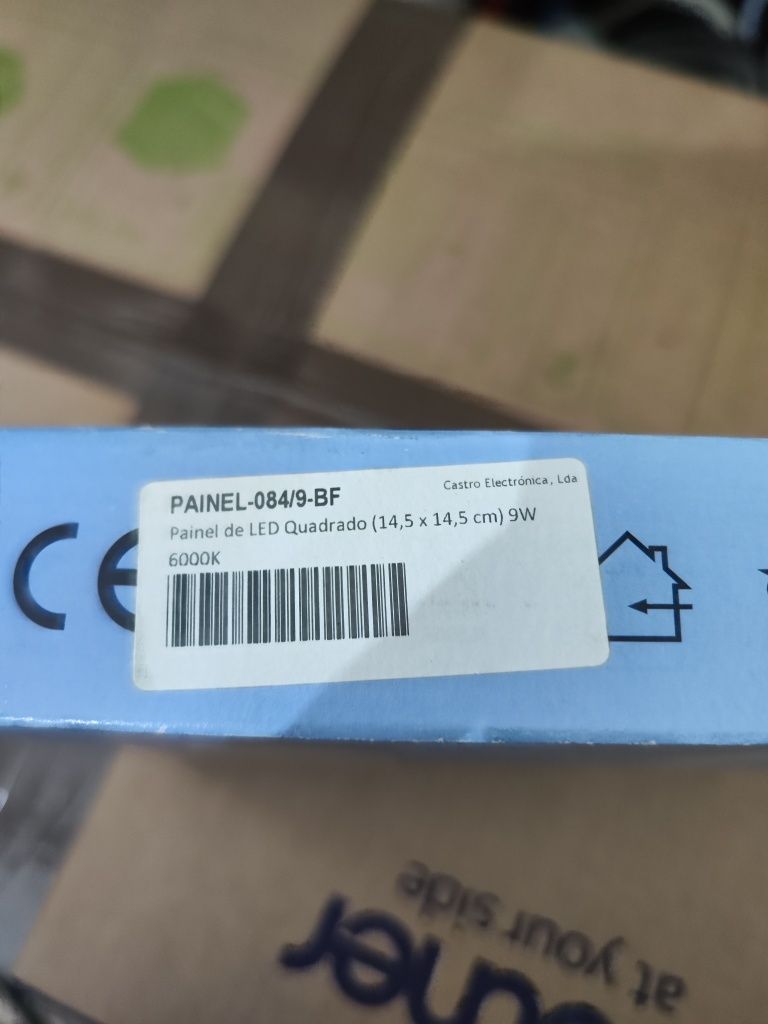 Castro Electrónica, Lda
PAINEL-084/9-BF
Painel de LED Quadrado (14,5 x 14,5 cm) 9W
6000K
CE
at your side